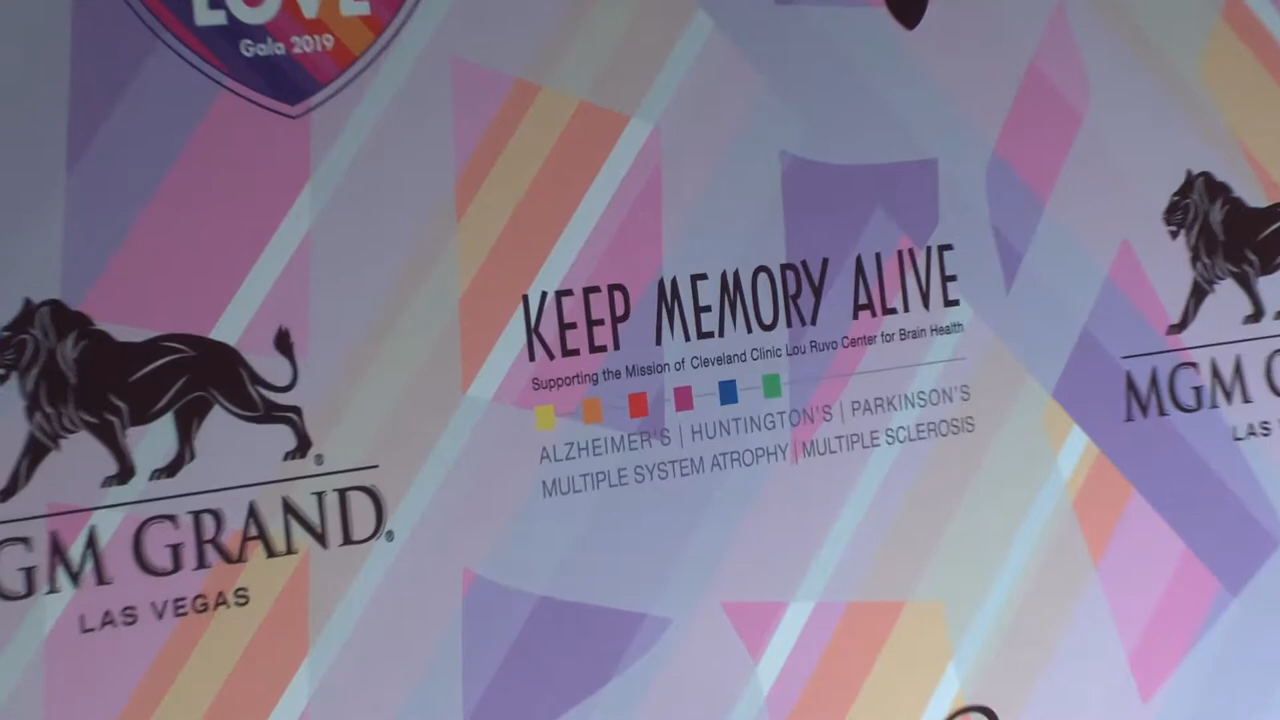 LOVE
Gala 2019
KEEP MEMORY ALIVE
Supporting the Mission of Cleveland Clinic Lou Ruvo Center for Brain Health
ALZHEIMER'S | HUNTINGTON'S | PARKINSON'S
MULTIPLE SYSTEM ATROPHY | MULTIPLE SCLEROSIS
GM GRAND®
LAS VEGAS
MGM G
LAS